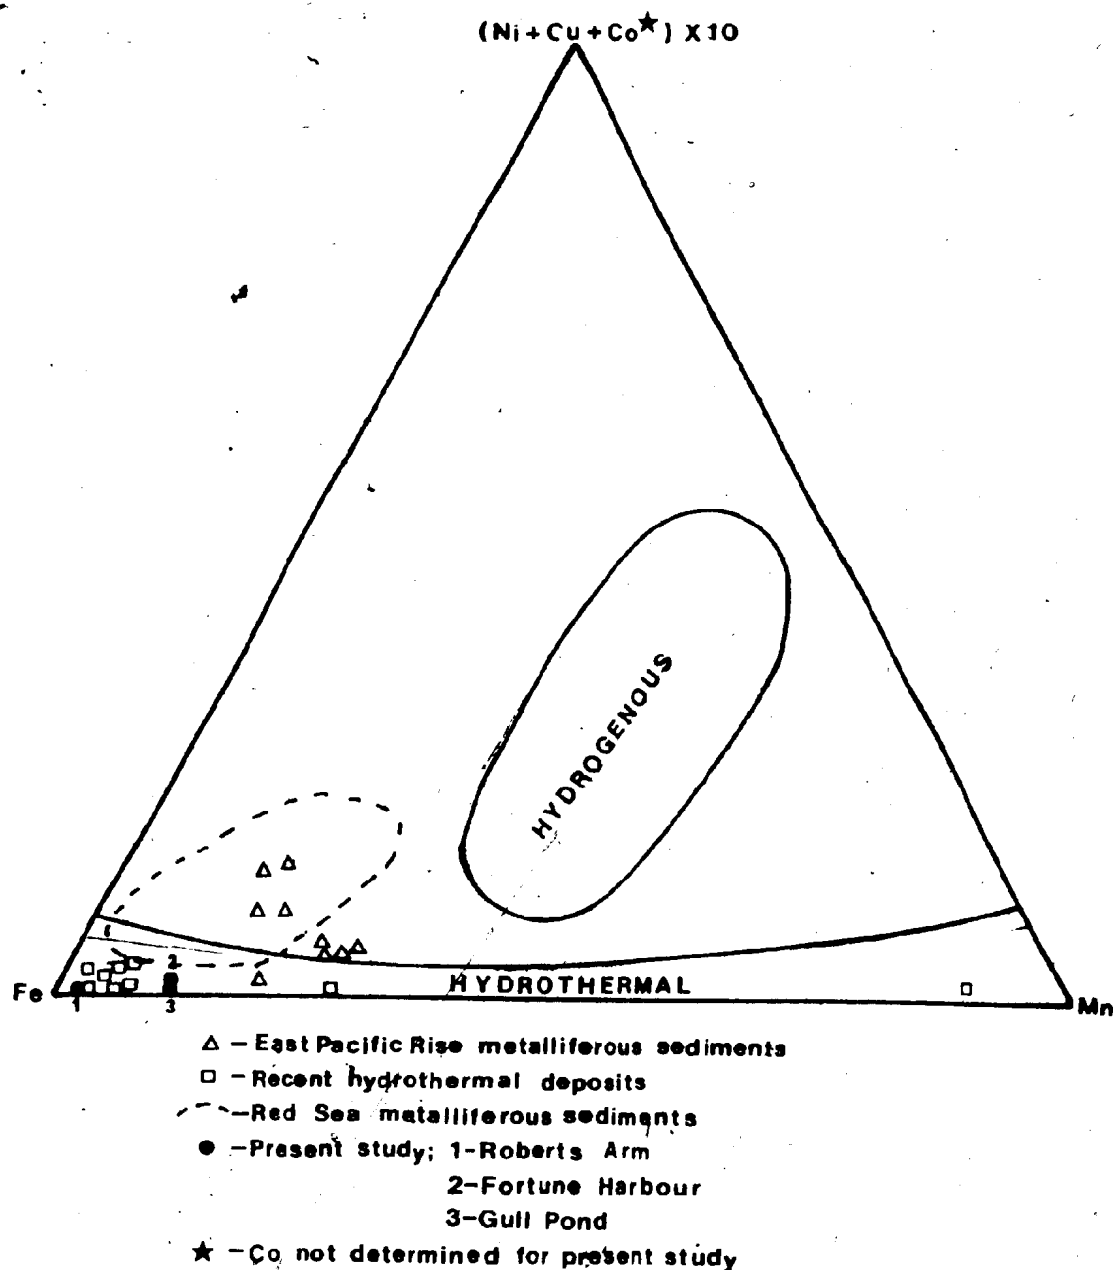 (Ni+Cu+Co★) X10
HYDROGENOUS
HYDROTHERMAL
Fe
Mn
2
1
3
△ – East Pacific Rise metalliferous sediments
□ – Recent hydrothermal deposits
– Red Sea metalliferous sediments
● – Present study; 1-Roberts Arm
2-Fortune Harbour
3-Gull Pond
★ – Co not determined for present study